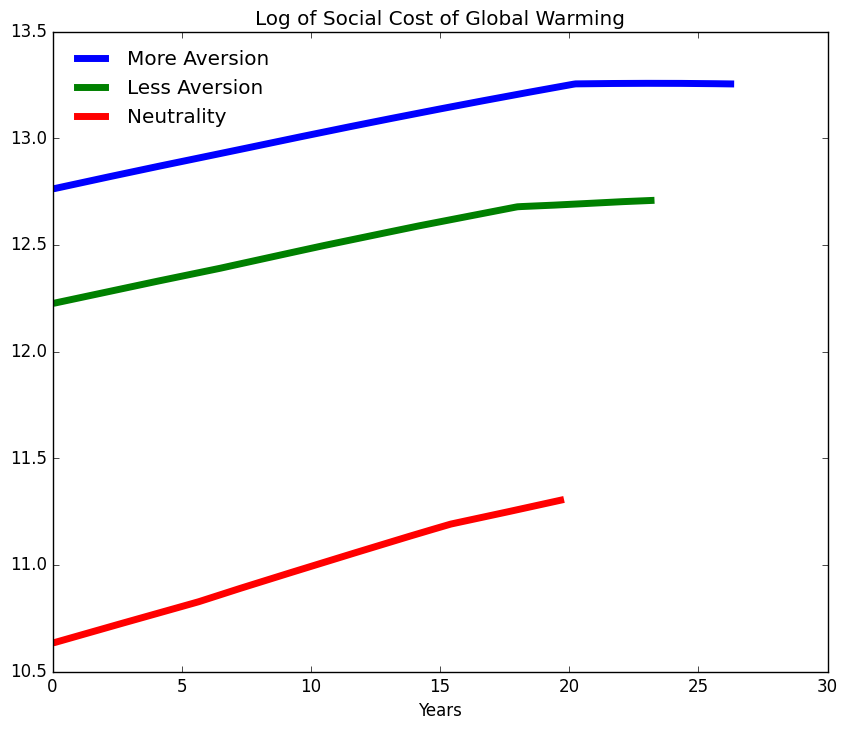 Log of Social Cost of Global Warming
13.5
More Aversion
Less Aversion
Neutrality
13.0
12.5
12.0
11.5
11.0
10.5
0 5 10 15 20 25 30
Years